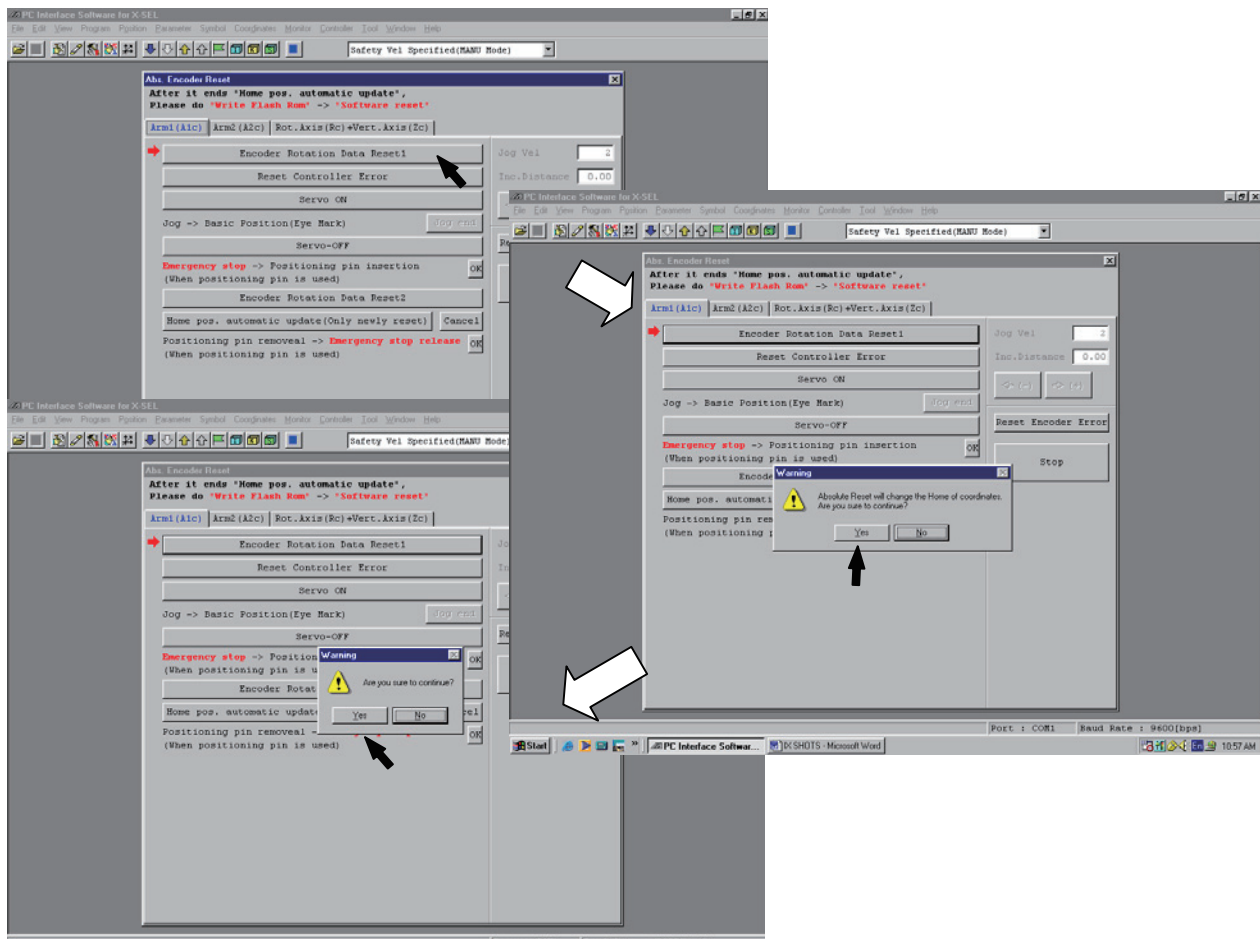 PC Interface Software for X-SEL
File Edit View Program Position Parameter Symbol Coordinates Monitor Controller Tool Window Help
Safety Vel Specified(MANU Mode)
Abs. Encoder Reset
After it ends "Home pos. automatic update",
Please do "Write Flash Rom" -> "Software reset"
Arm1(A1c) Arm2(A2c) Rot.Axis(Rc)+Vert.Axis(Zc)
Encoder Rotation Data Reset1
Reset Controller Error
Servo ON
Jog -> Basic Position(Eye Mark) Jog end
Servo-OFF
Emergency stop -> Positioning pin insertion OK
(When positioning pin is used)
Encoder Rotation Data Reset2
Home pos. automatic update(Only newly reset) Cancel
Positioning pin removeal -> Emergency stop release OK
(When positioning pin is used)
Jog Vel 2
Inc.Distance 0.00
Re
PC Interface Software for X-SEL
File Edit View Program Position Parameter Symbol Coordinates Monitor Controller Tool Window Help
Safety Vel Specified(MANU Mode)
Abs. Encoder Reset
After it ends "Home pos. automatic update",
Please do "Write Flash Rom" -> "Software reset"
Arm1(A1c) Arm2(A2c) Rot.Axis(Rc)+Vert.Axis(Zc)
Encoder Rotation Data Reset1
Reset Controller Error
Servo ON
Jog -> Basic Position(Eye Mark) Jog end
Servo-OFF
Emergency stop -> Positioning pin insertion OK
(When positioning pin is used)
Encode
Home pos. automati
Positioning pin rem
(When positioning p
Jog Vel 2
Inc.Distance 0.00
(-) (+)
Reset Encoder Error
Stop
Warning
Absolute Reset will change the Home of coordinates.
Are you sure to continue?
Yes No
Port : COM1 Baud Rate : 9600[bps]
Start PC Interface Softwar... IX SHOTS - Microsoft Word En 10:57 AM
PC Interface Software for X-SEL
File Edit View Program Position Parameter Symbol Coordinates Monitor Controller Tool Window Help
Safety Vel Specified(MANU Mode
Abs. Encoder Reset
After it ends "Home pos. automatic update",
Please do "Write Flash Rom" -> "Software reset"
Arm1(A1c) Arm2(A2c) Rot.Axis(Rc)+Vert.Axis(Zc)
Encoder Rotation Data Reset1
Reset Controller Error
Servo ON
Jog -> Basic Position(Eye Mark) Jog end
Servo-OFF
Emergency stop -> Position OK
(When positioning pin is u
Encoder Rotat
Home pos. automatic updat el
Positioning pin removeal - OK
(When positioning pin is used)
Jo
In
Re
Warning
Are you sure to continue?
Yes No